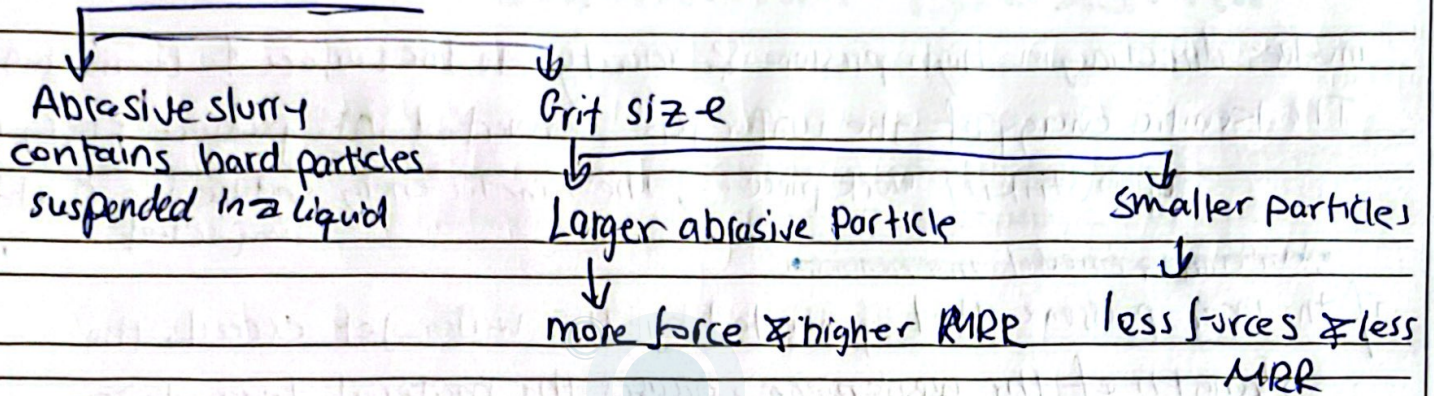 Abrasive slurry
contains hard particles
suspended in a liquid
Grit size
Larger abrasive particle
more force & higher MRR
smaller particles
less forces & less
MRR